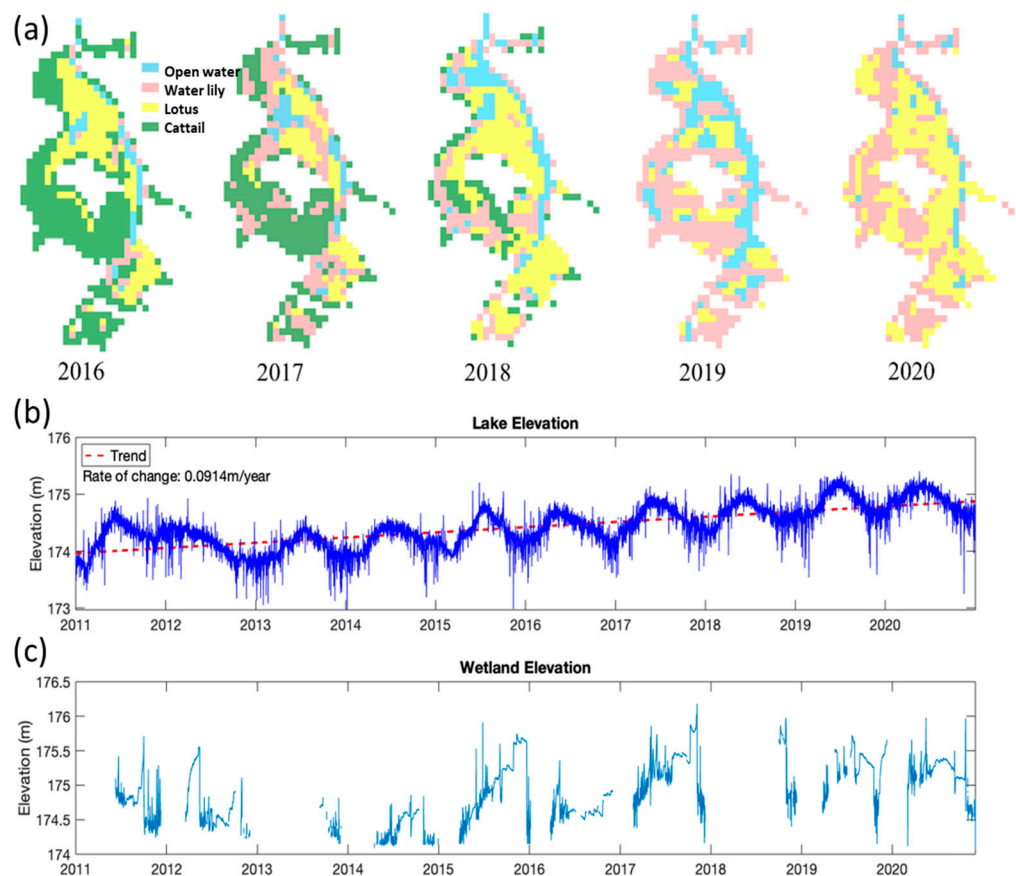 (a)
Open water
Water lily
Lotus
Cattail
2016 2017 2018 2019 2020
(b)
Lake Elevation
176
175
174
173
Elevation (m)
Trend
Rate of change: 0.0914m/year
2011 2012 2013 2014 2015 2016 2017 2018 2019 2020
(c)
Wetland Elevation
176.5
176
175.5
175
174.5
174
Elevation (m)
2011 2012 2013 2014 2015 2016 2017 2018 2019 2020